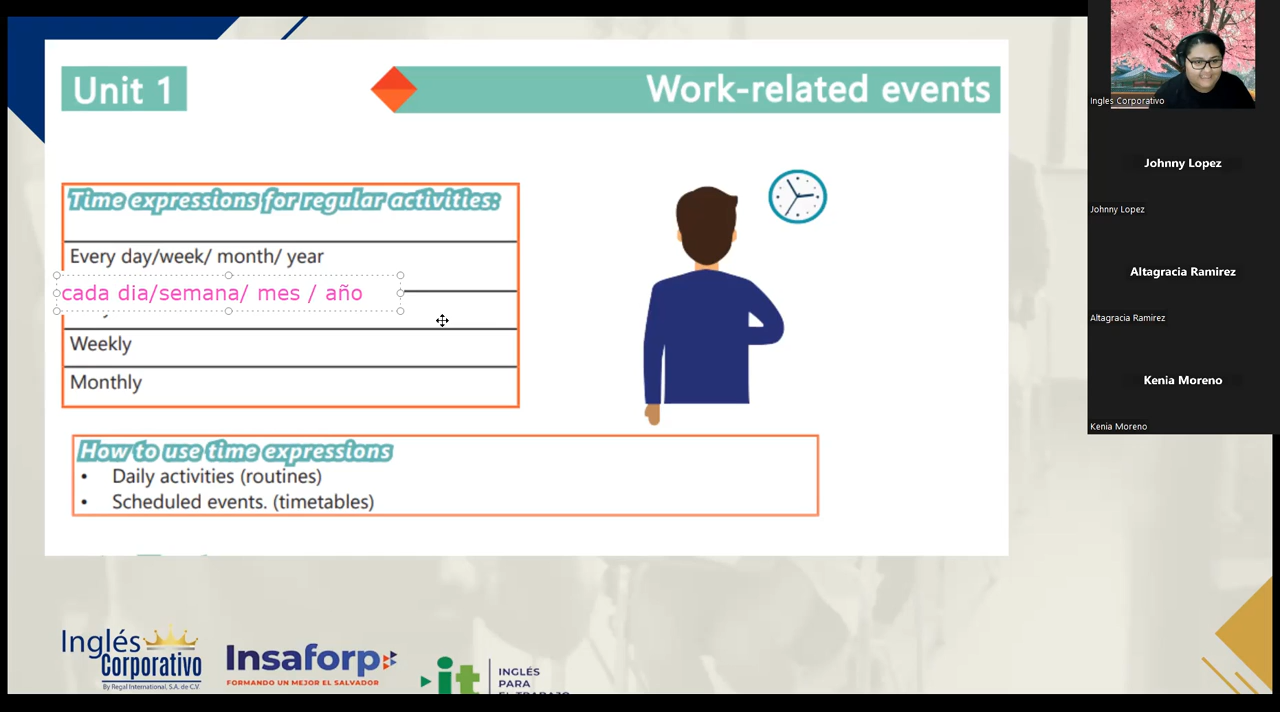 Unit 1
Work-related events
Time expressions for regular activities:
Every day/week/ month/ year
cada dia/semana/ mes / año
Weekly
Monthly
How to use time expressions
• Daily activities (routines)
• Scheduled events. (timetables)
Inglés
Corporativo
By Regal International, S.A. de C.V.
Insaforp
FORMANDO UN MEJOR EL SALVADOR
it
INGLÉS
PARA
EL TRABAJO
Ingles Corporativo
Johnny Lopez
Johnny Lopez
Altagracia Ramirez
Altagracia Ramirez
Kenia Moreno
Kenia Moreno